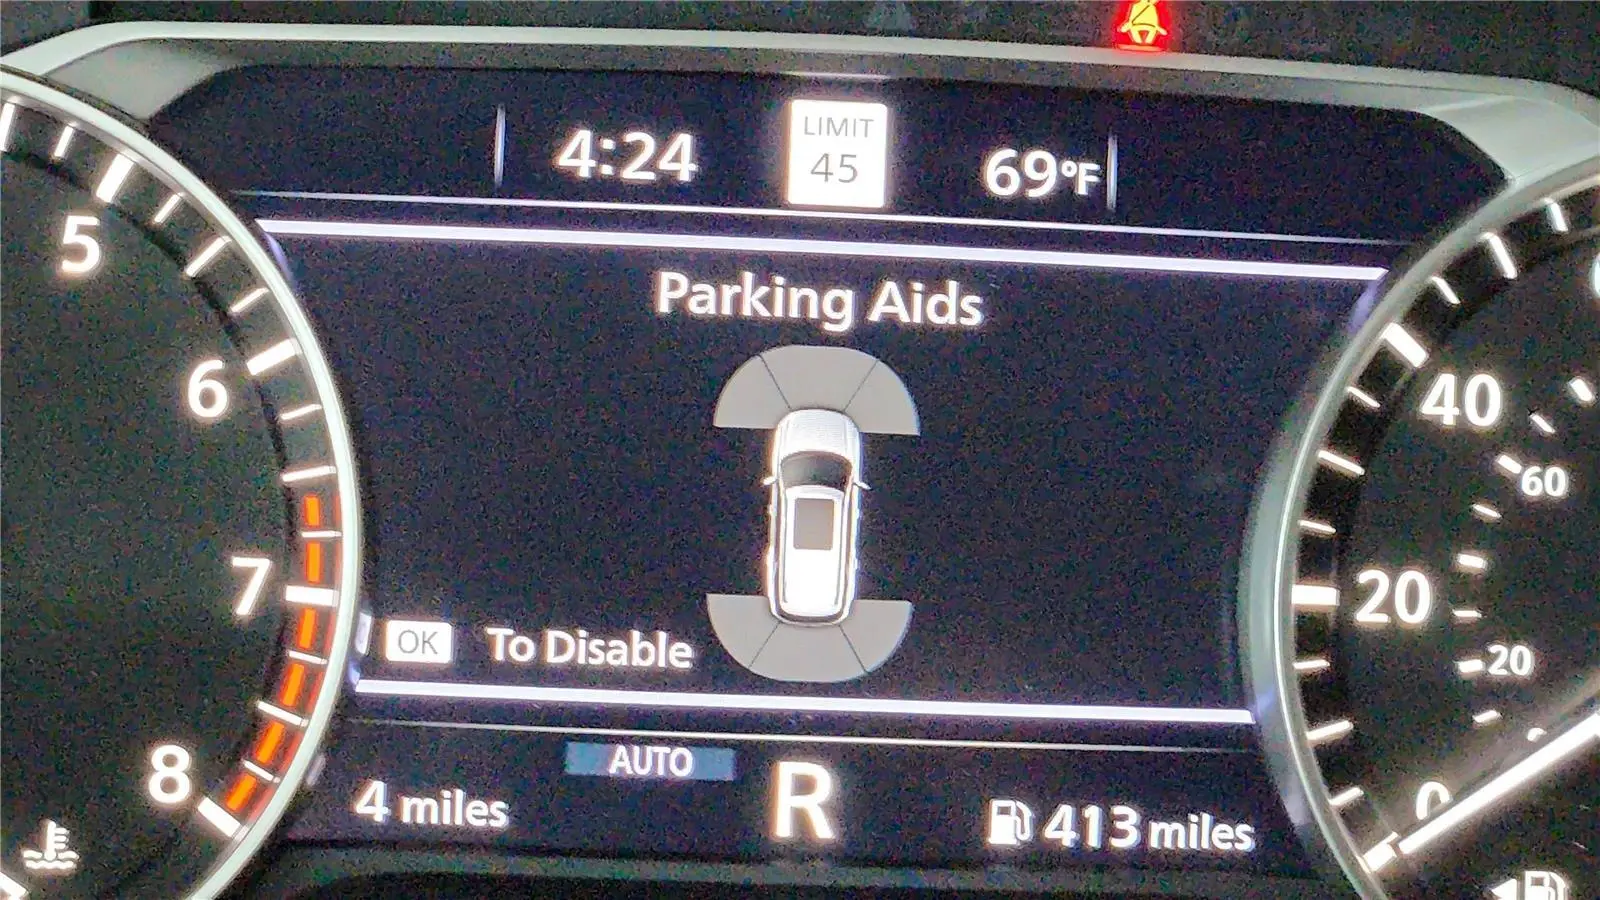 4:24
LIMIT
45
69°F
Parking Aids
5
6
7
8
OK To Disable
40
60
20
20
0
AUTO
4 miles
R
413 miles